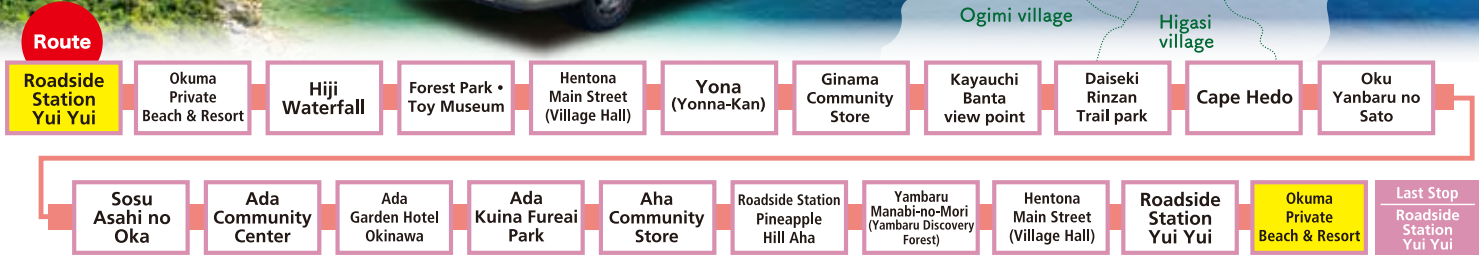 Ogimi village
Higasi
village
Route
Roadside
Station
Yui Yui
Okuma
Private
Beach & Resort
Hiji
Waterfall
Forest Park •
Toy Museum
Hentona
Main Street
(Village Hall)
Yona
(Yonna-Kan)
Ginama
Community
Store
Kayauchi
Banta
view point
Daiseki
Rinzan
Trail park
Cape Hedo
Oku
Yanbaru no
Sato
Sosu
Asahi no
Oka
Ada
Community
Center
Ada
Garden Hotel
Okinawa
Ada
Kuina Fureai
Park
Aha
Community
Store
Roadside Station
Pineapple
Hill Aha
Yambaru
Manabi-no-Mori
(Yambaru Discovery
Forest)
Hentona
Main Street
(Village Hall)
Roadside
Station
Yui Yui
Okuma
Private
Beach & Resort
Last Stop
Roadside
Station
Yui Yui